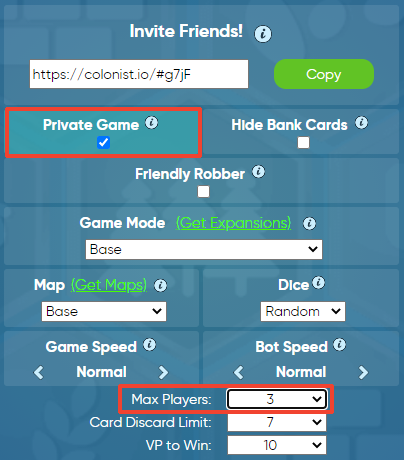 Invite Friends!
https://colonist.io/#g7jF Copy
Private Game Hide Bank Cards
Friendly Robber
Game Mode (Get Expansions)
Base
Map (Get Maps) Dice
Base Random
Game Speed Bot Speed
Normal Normal
Max Players: 3
Card Discard Limit: 7
VP to Win: 10